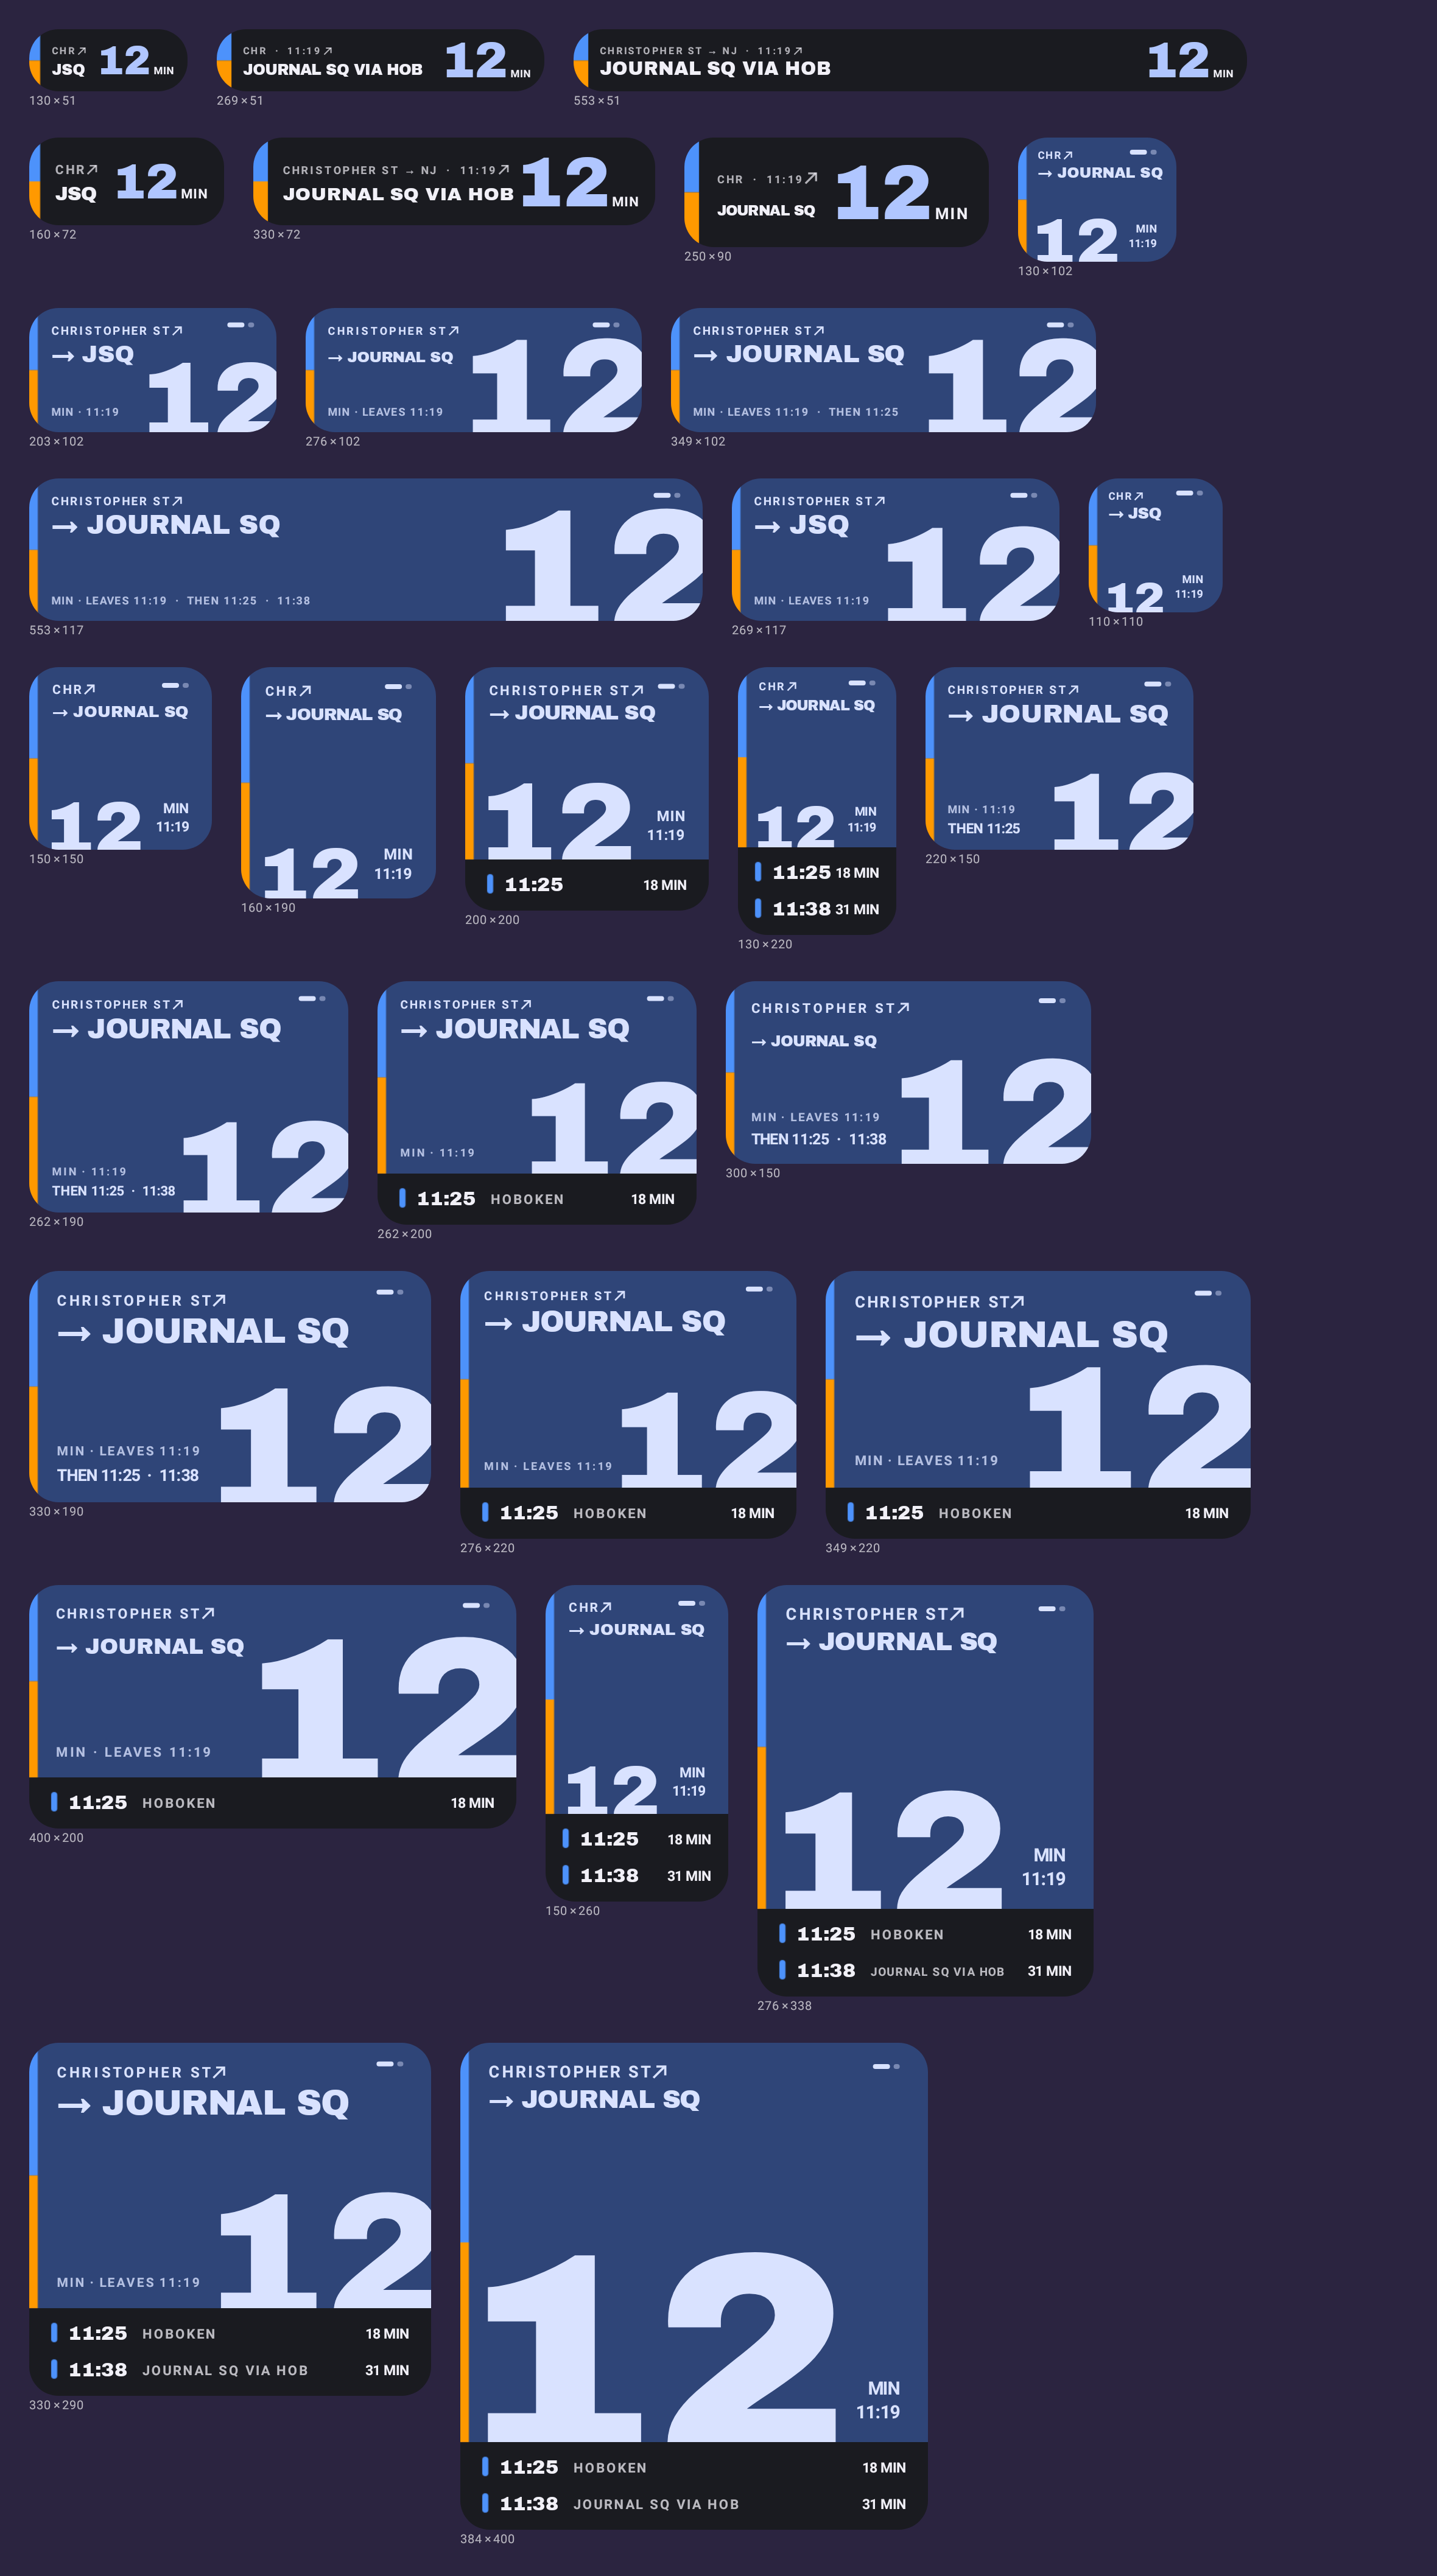 CHR↗
JSQ
12 MIN
130×51
CHR · 11:19↗
JOURNAL SQ VIA HOB
12 MIN
269×51
CHRISTOPHER ST → NJ · 11:19↗
JOURNAL SQ VIA HOB
12 MIN
553×51
CHR↗
JSQ
12 MIN
160×72
CHRISTOPHER ST → NJ · 11:19↗
JOURNAL SQ VIA HOB
12 MIN
330×72
CHR · 11:19↗
JOURNAL SQ
12 MIN
250×90
CHR↗
→ JOURNAL SQ
12
MIN
11:19
130×102
CHRISTOPHER ST↗
→ JSQ
12
MIN · 11:19
203×102
CHRISTOPHER ST↗
→ JOURNAL SQ
12
MIN · LEAVES 11:19
276×102
CHRISTOPHER ST↗
→ JOURNAL SQ
12
MIN · LEAVES 11:19 · THEN 11:25
349×102
CHRISTOPHER ST↗
→ JOURNAL SQ
12
MIN · LEAVES 11:19 · THEN 11:25 · 11:38
553×117
CHRISTOPHER ST↗
→ JSQ
12
MIN · LEAVES 11:19
269×117
CHR↗
→ JSQ
12
MIN
11:19
110×110
CHR↗
→ JOURNAL SQ
12
MIN
11:19
150×150
CHR↗
→ JOURNAL SQ
12
MIN
11:19
160×190
CHRISTOPHER ST↗
→ JOURNAL SQ
12
MIN
11:19
11:25 18 MIN
200×200
CHR↗
→ JOURNAL SQ
12
MIN
11:19
11:25 18 MIN
11:38 31 MIN
130×220
CHRISTOPHER ST↗
→ JOURNAL SQ
12
MIN · 11:19
THEN 11:25
220×150
CHRISTOPHER ST↗
→ JOURNAL SQ
12
MIN · 11:19
THEN 11:25 · 11:38
262×190
CHRISTOPHER ST↗
→ JOURNAL SQ
12
MIN · 11:19
11:25 HOBOKEN 18 MIN
262×200
CHRISTOPHER ST↗
→ JOURNAL SQ
12
MIN · LEAVES 11:19
THEN 11:25 · 11:38
300×150
CHRISTOPHER ST↗
→ JOURNAL SQ
12
MIN · LEAVES 11:19
THEN 11:25 · 11:38
330×190
CHRISTOPHER ST↗
→ JOURNAL SQ
12
MIN · LEAVES 11:19
11:25 HOBOKEN 18 MIN
276×220
CHRISTOPHER ST↗
→ JOURNAL SQ
12
MIN · LEAVES 11:19
11:25 HOBOKEN 18 MIN
349×220
CHRISTOPHER ST↗
→ JOURNAL SQ
12
MIN · LEAVES 11:19
11:25 HOBOKEN 18 MIN
400×200
CHR↗
→ JOURNAL SQ
12
MIN
11:19
11:25 18 MIN
11:38 31 MIN
150×260
CHRISTOPHER ST↗
→ JOURNAL SQ
12
MIN
11:19
11:25 HOBOKEN 18 MIN
11:38 JOURNAL SQ VIA HOB 31 MIN
276×338
CHRISTOPHER ST↗
→ JOURNAL SQ
12
MIN · LEAVES 11:19
11:25 HOBOKEN 18 MIN
11:38 JOURNAL SQ VIA HOB 31 MIN
330×290
CHRISTOPHER ST↗
→ JOURNAL SQ
12
MIN
11:19
11:25 HOBOKEN 18 MIN
11:38 JOURNAL SQ VIA HOB 31 MIN
384×400